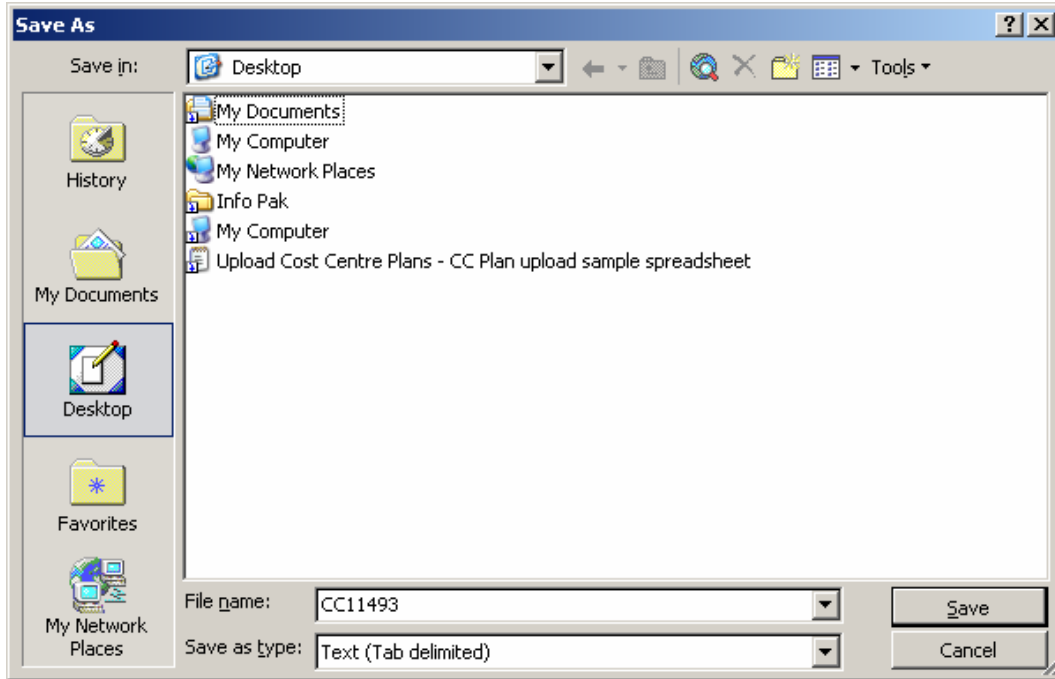 Save As
Save in: Desktop Tools
My Documents
My Computer
My Network Places
Info Pak
My Computer
Upload Cost Centre Plans - CC Plan upload sample spreadsheet
History
My Documents
Desktop
Favorites
My Network
Places
File name: CC11493 Save
Save as type: Text (Tab delimited) Cancel